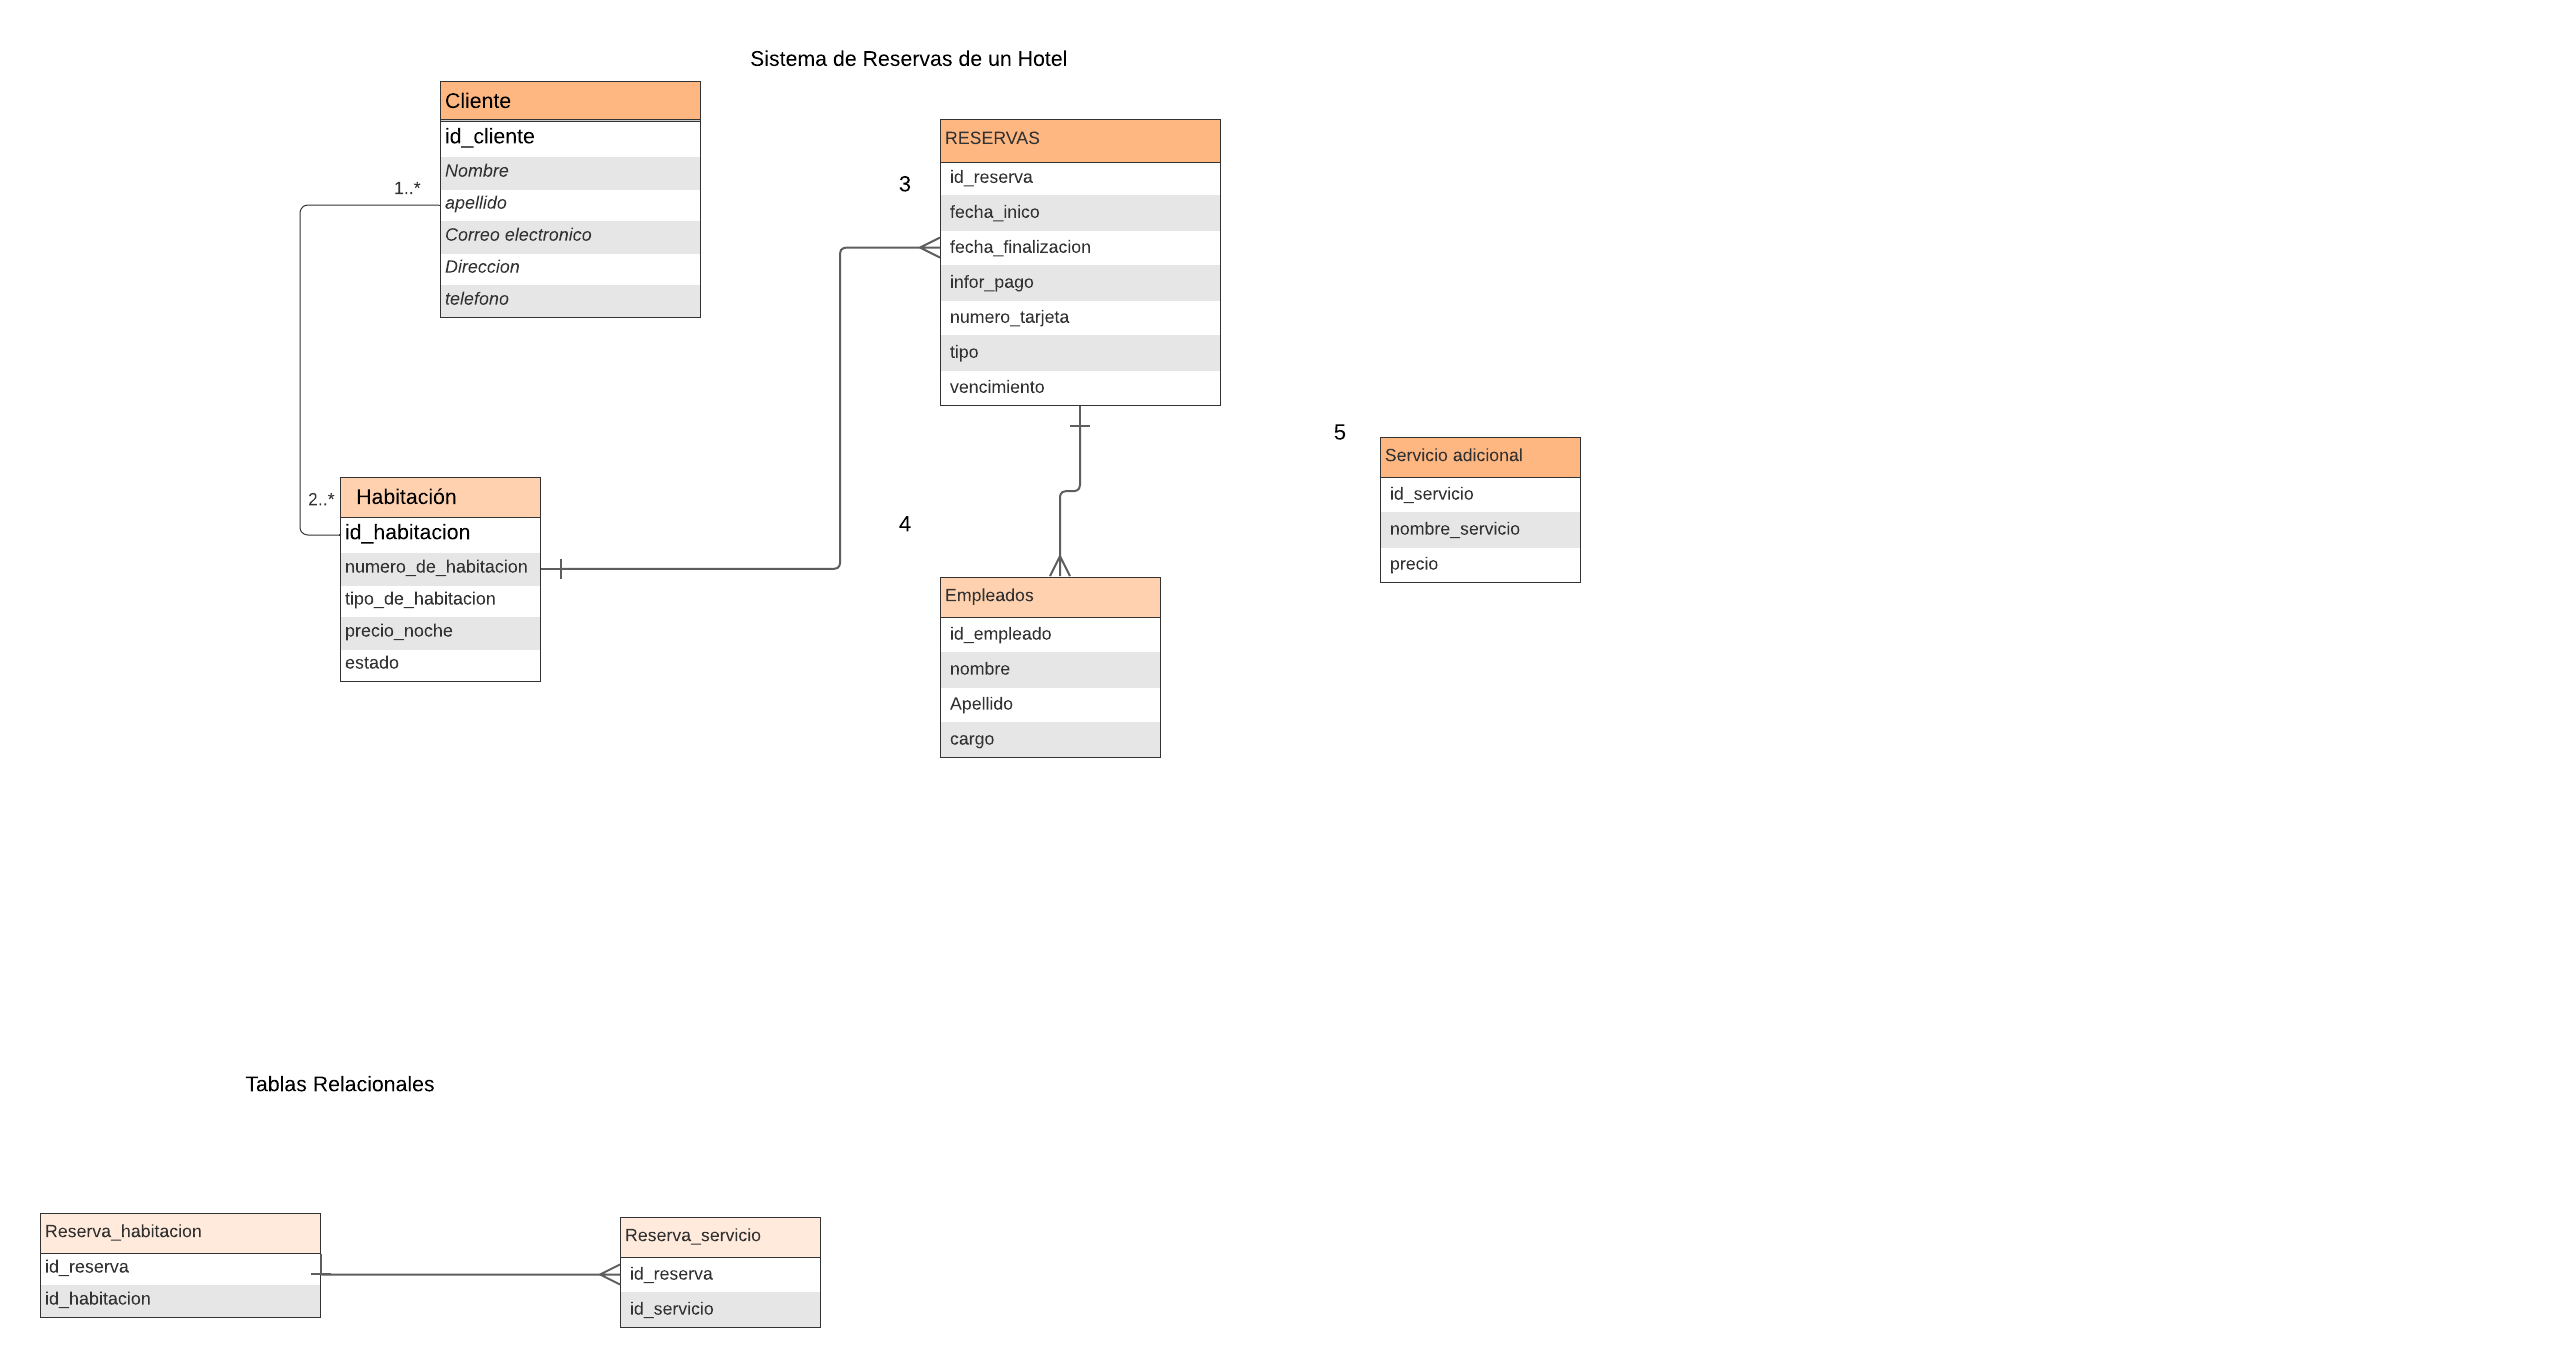 Sistema de Reservas de un Hotel
Cliente
id_cliente
Nombre
apellido
Correo electronico
Direccion
telefono
1..*
2..*
Habitación
id_habitacion
numero_de_habitacion
tipo_de_habitacion
precio_noche
estado
3
RESERVAS
id_reserva
fecha_inico
fecha_finalizacion
infor_pago
numero_tarjeta
tipo
vencimiento
4
Empleados
id_empleado
nombre
Apellido
cargo
5
Servicio adicional
id_servicio
nombre_servicio
precio
Tablas Relacionales
Reserva_habitacion
id_reserva
id_habitacion
Reserva_servicio
id_reserva
id_servicio